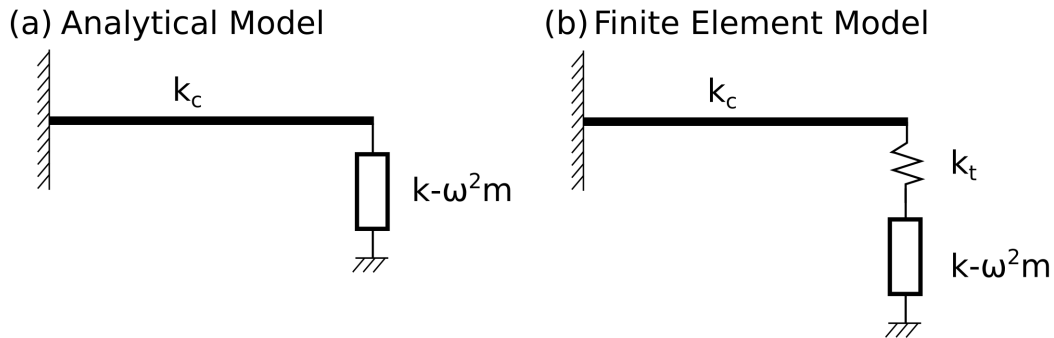 (a) Analytical Model
k_c
k-ω²m
(b) Finite Element Model
k_c
k_t
k-ω²m